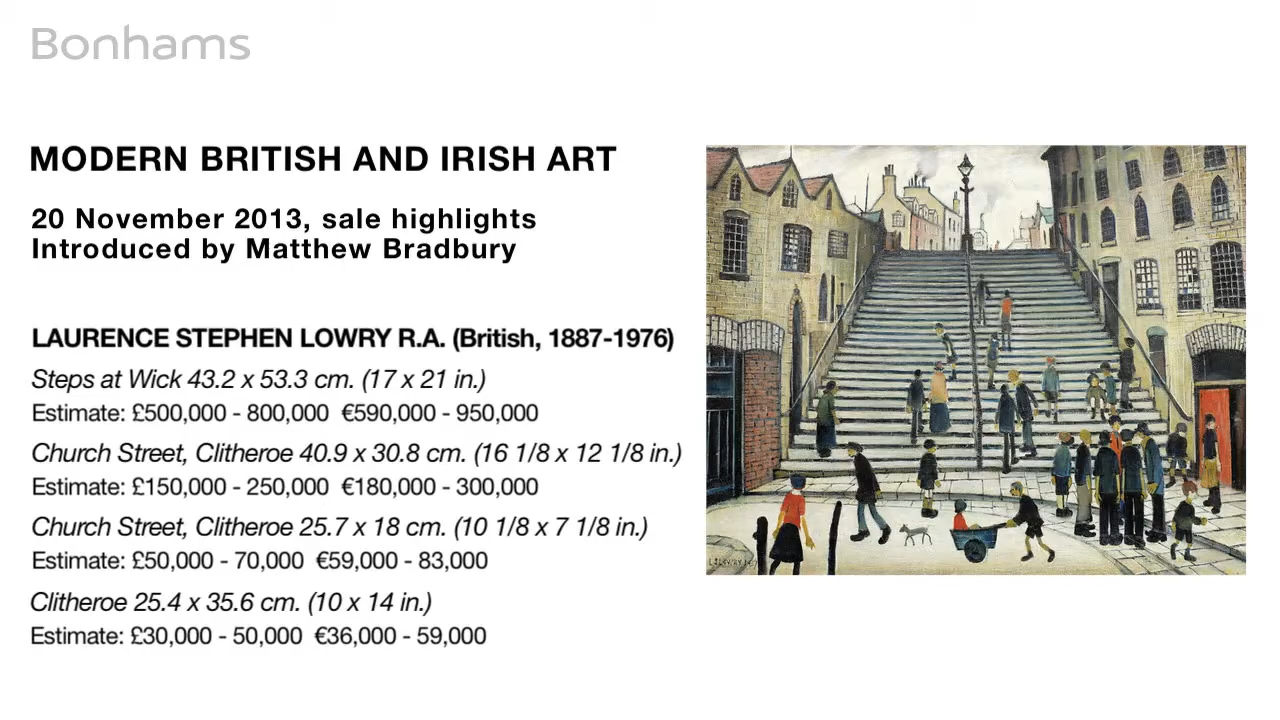 Bonhams
MODERN BRITISH AND IRISH ART
20 November 2013, sale highlights
Introduced by Matthew Bradbury
LAURENCE STEPHEN LOWRY R.A. (British, 1887-1976)
Steps at Wick 43.2 x 53.3 cm. (17 x 21 in.)
Estimate: £500,000 - 800,000 €590,000 - 950,000
Church Street, Clitheroe 40.9 x 30.8 cm. (16 1/8 x 12 1/8 in.)
Estimate: £150,000 - 250,000 €180,000 - 300,000
Church Street, Clitheroe 25.7 x 18 cm. (10 1/8 x 7 1/8 in.)
Estimate: £50,000 - 70,000 €59,000 - 83,000
Clitheroe 25.4 x 35.6 cm. (10 x 14 in.)
Estimate: £30,000 - 50,000 €36,000 - 59,000